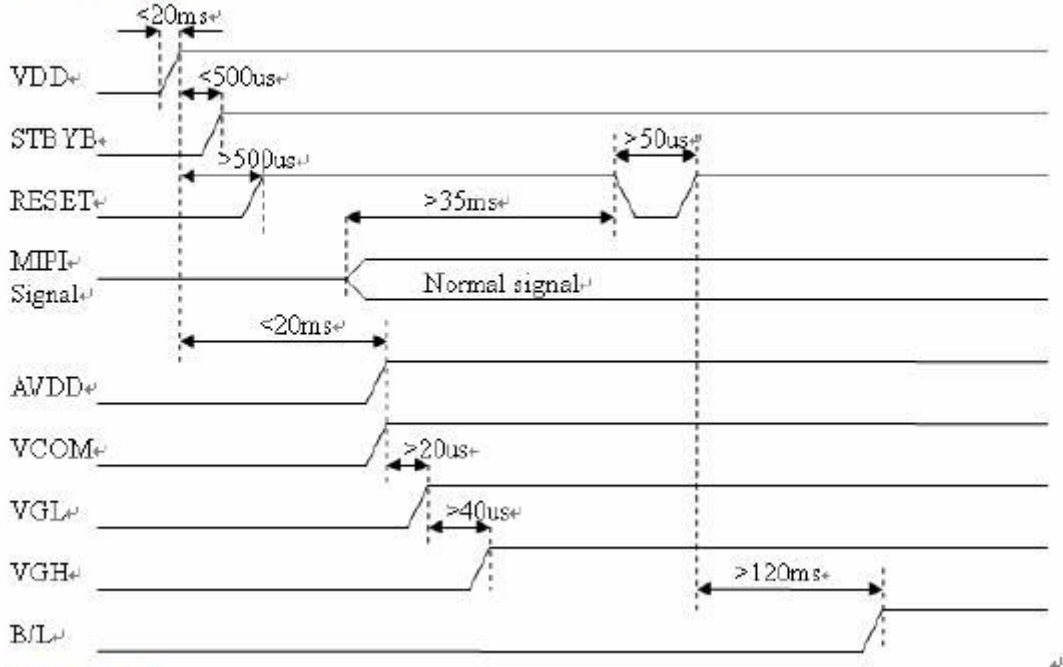 <20ms↵
VDD↵
<500us↵
STBYB↵
>500us↵
>50us↵
RESET↵
>35ms↵
MIPI↵
Signal↵
Normal signal↵
<20ms↵
AVDD↵
VCOM↵
>20us↵
VGL↵
>40us↵
VGH↵
>120ms↵
B/L↵
↵